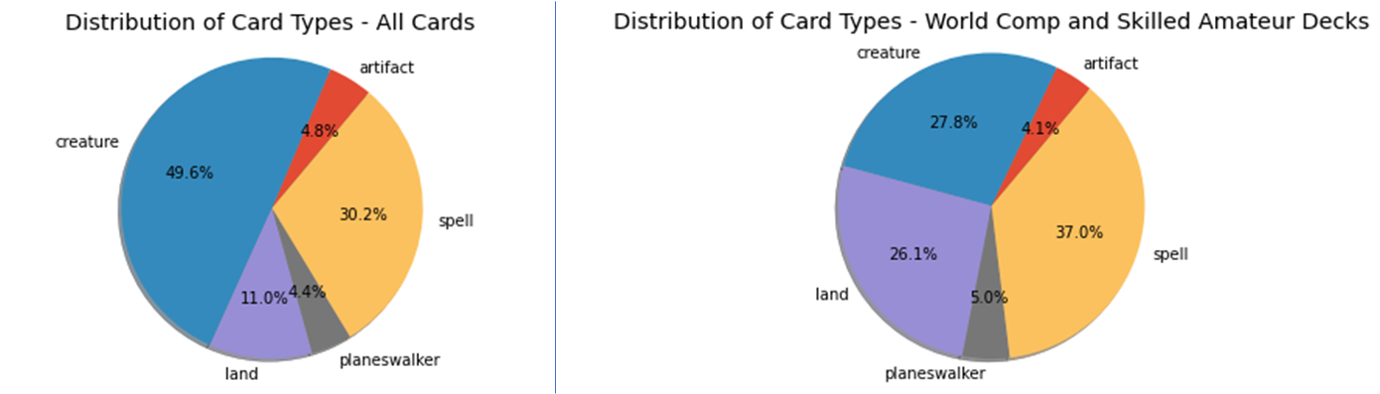 Distribution of Card Types - All Cards
artifact
4.8%
creature
49.6%
30.2%
spell
11.0%
4.4%
planeswalker
land
Distribution of Card Types - World Comp and Skilled Amateur Decks
creature
artifact
27.8%
4.1%
37.0%
26.1%
spell
land
5.0%
planeswalker